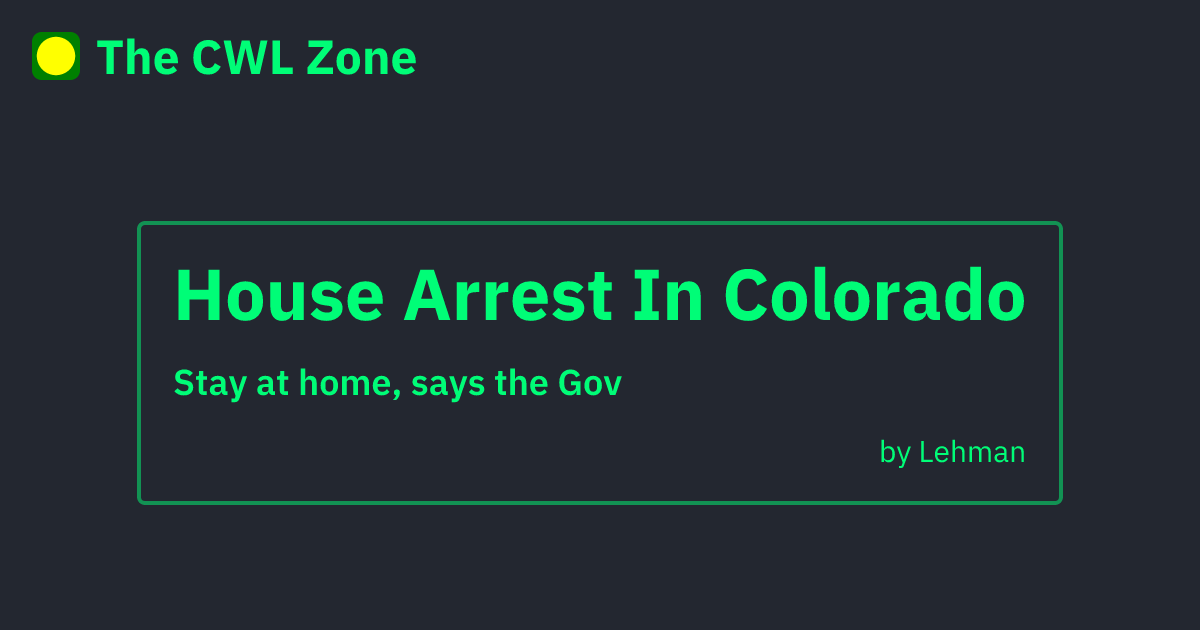 The CWL Zone
House Arrest In Colorado
Stay at home, says the Gov
by Lehman